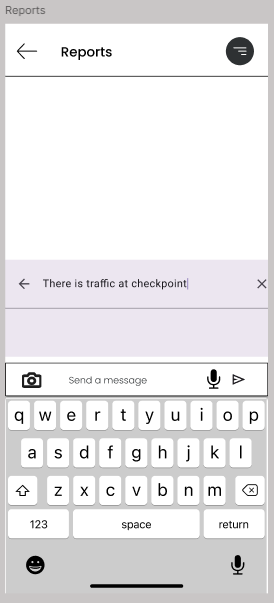 Reports
Reports
There is traffic at checkpoint
Send a message
q w e r t y u i o p
a s d f g h j k l
z x c v b n m
123 space return